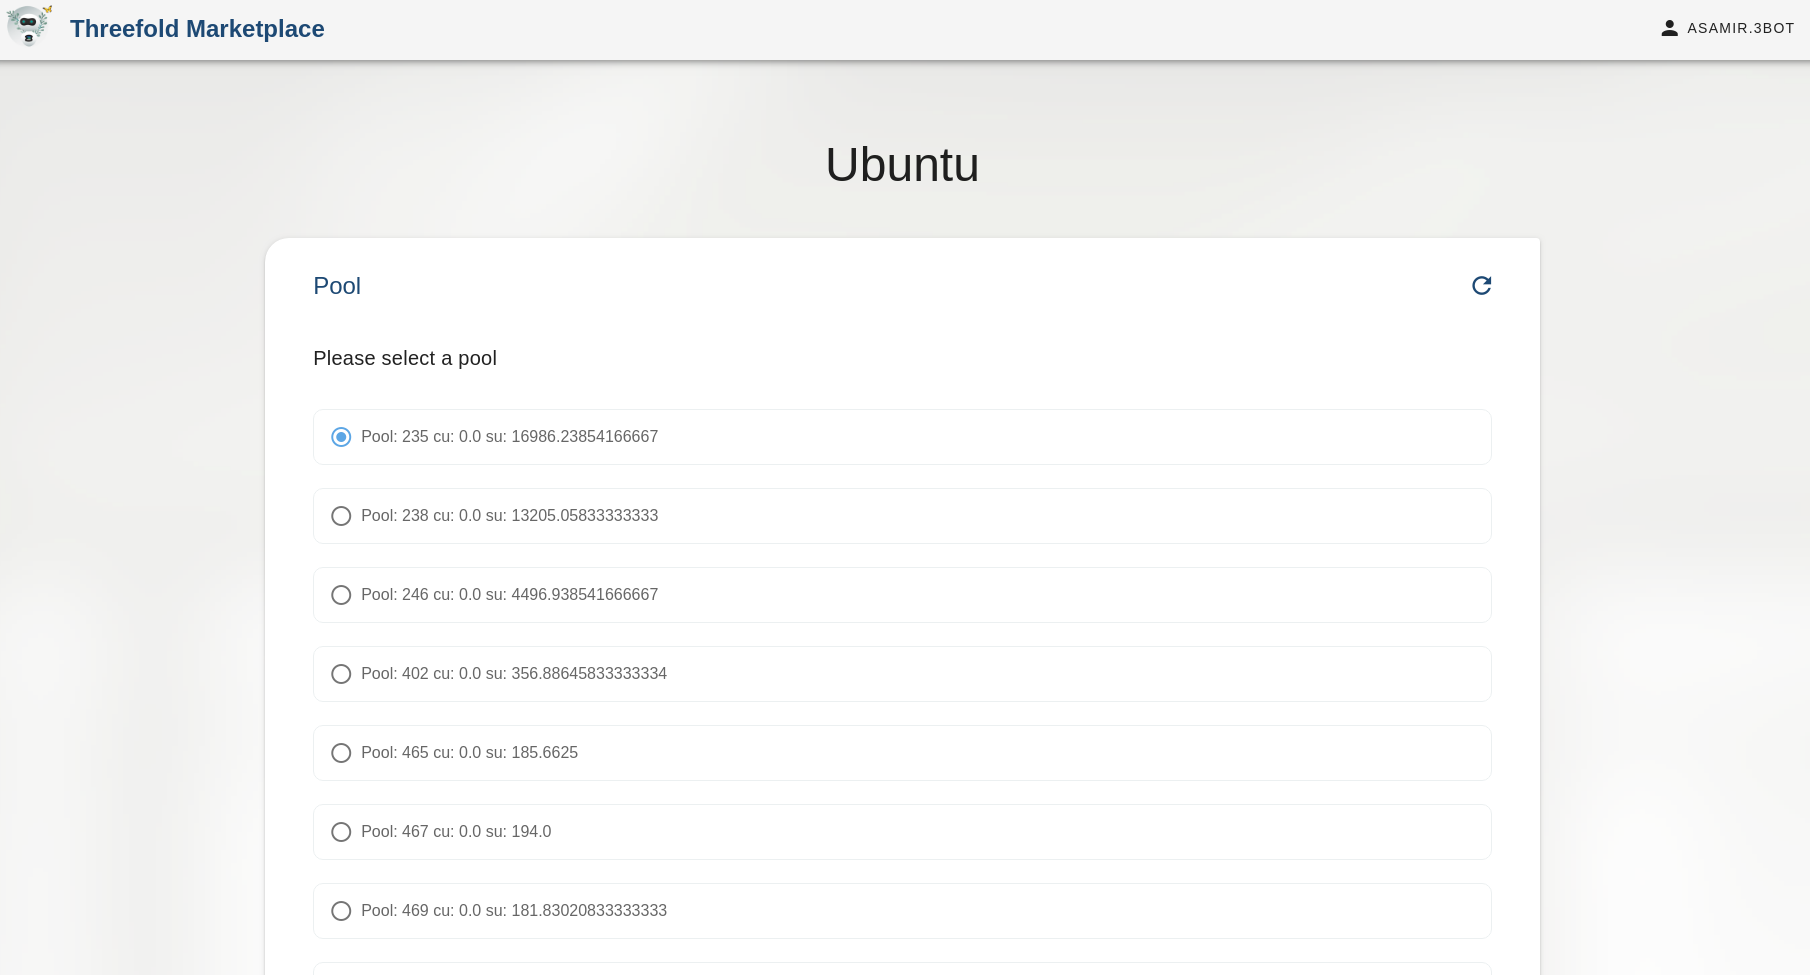 Threefold Marketplace
ASAMIR.3BOT
Ubuntu
Pool
Please select a pool
Pool: 235 cu: 0.0 su: 16986.23854166667
Pool: 238 cu: 0.0 su: 13205.05833333333
Pool: 246 cu: 0.0 su: 4496.938541666667
Pool: 402 cu: 0.0 su: 356.88645833333334
Pool: 465 cu: 0.0 su: 185.6625
Pool: 467 cu: 0.0 su: 194.0
Pool: 469 cu: 0.0 su: 181.83020833333333